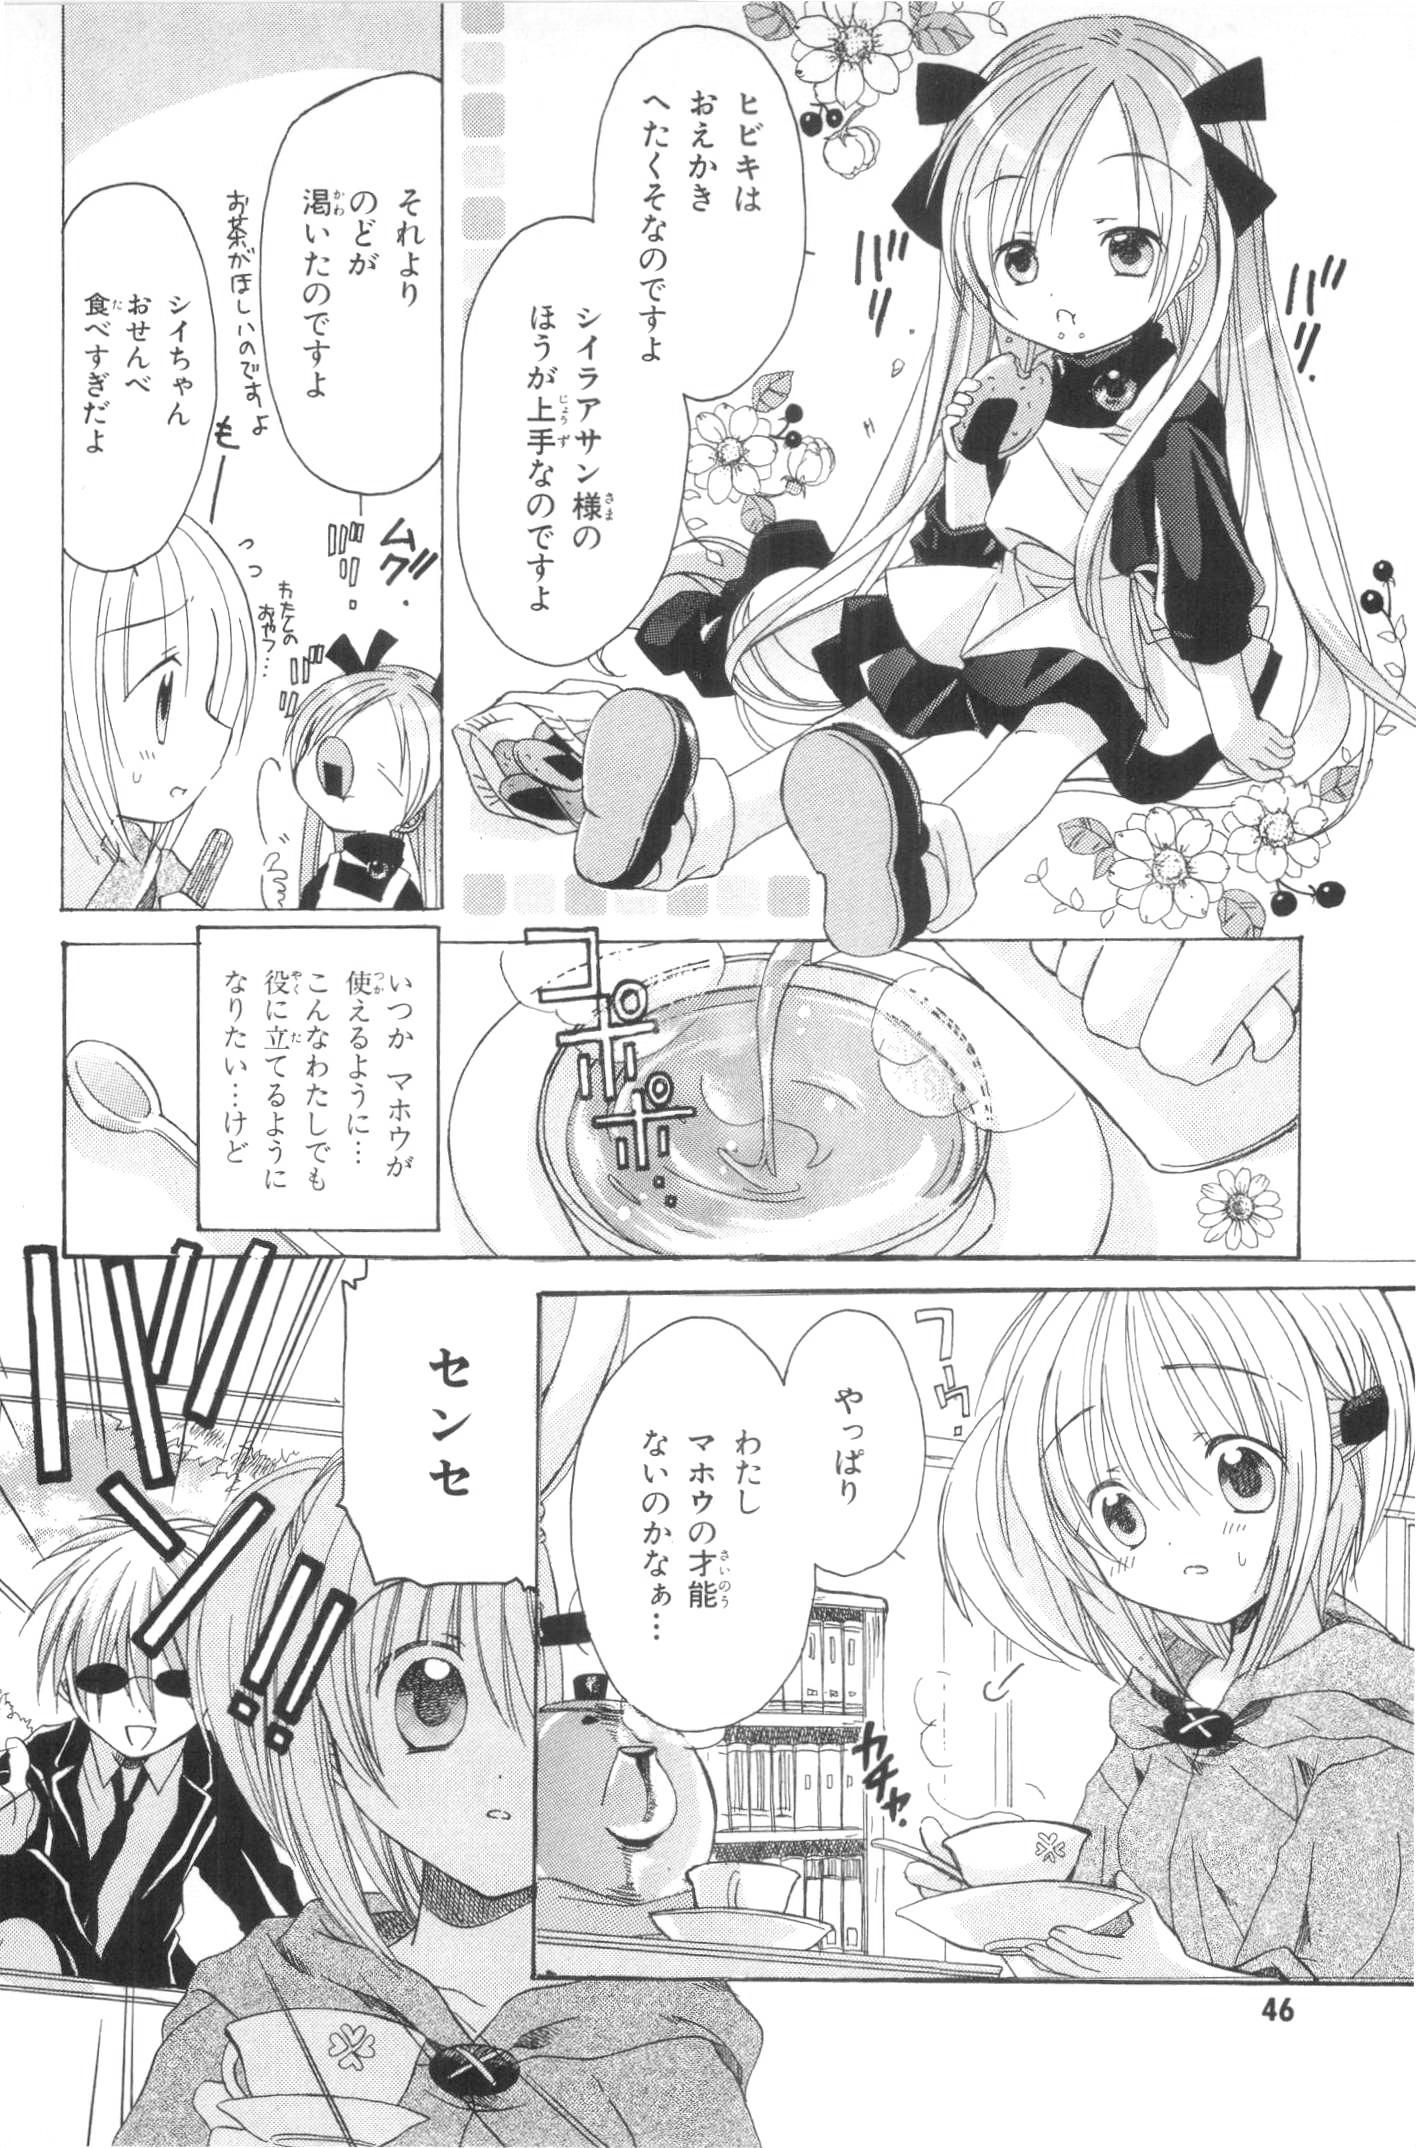 ヒビキは
おえかき
へたくそなのですよ
シイラアサン様の
ほうが上手なのですよ
それより
のどが
渇いたのですよ
お茶がほしいのですよ
もー
シイちゃん
おせんべ
食べすぎだよ
ムグ
わたしの
おやつ…
コポポ…
いつか マホウが
使えるように…
こんなわたしでも
役に立てるように
なりたい…けど
フーウ
やっぱり
わたし
マホウの才能
ないのかなぁ…
カチャ
センセ
46